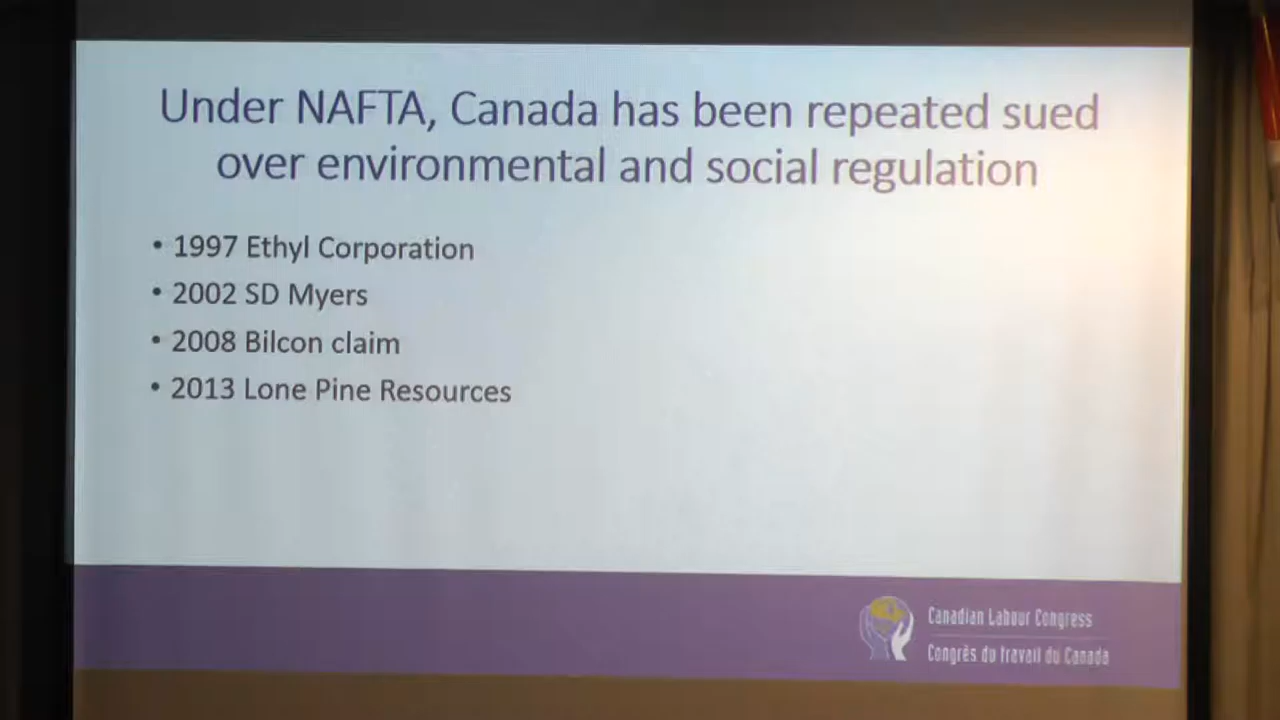 Under NAFTA, Canada has been repeated sued
over environmental and social regulation
• 1997 Ethyl Corporation
• 2002 SD Myers
• 2008 Bilcon claim
• 2013 Lone Pine Resources
Canadian Labour Congress
Congrès du travail du Canada